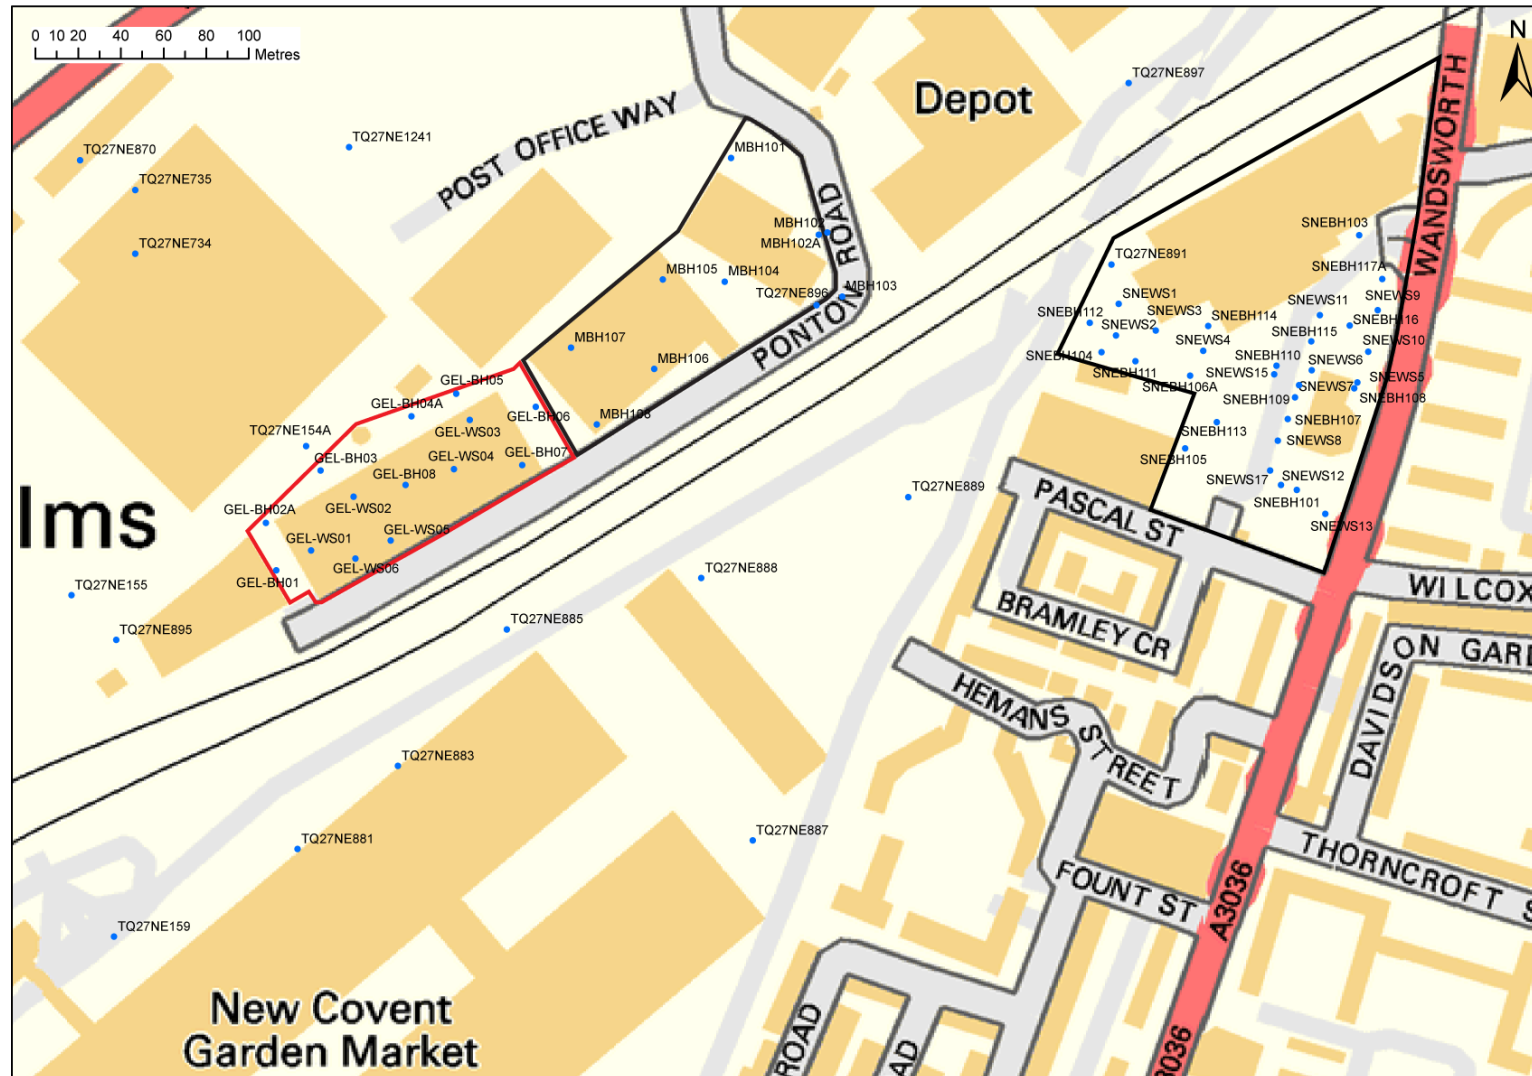 0 10 20 40 60 80 100
Metres
N
Depot
TQ27NE897
WANDSWORTH
TQ27NE1241
POST OFFICE WAY
MBH101
TQ27NE870
TQ27NE735
TQ27NE734
ROAD
MBH102
MBH102A
SNEBH103
TQ27NE891
SNEBH117A
MBH105
MBH104
TQ27NE896
MBH103
SNEWS1
SNEWS3
SNEWS11
SNEWS9
SNEBH112
SNEWS2
SNEBH114
SNEBH116
PONTON
SNEBH115
SNEWS4
SNEWS10
MBH107
SNEBH104
SNEBH110
SNEWS6
MBH106
SNEBH111
SNEWS15
SNEBH106A
SNEWS7
SNEWS5
GEL-BH05
SNEBH109
SNEBH108
GEL-BH04A
GEL-BH06
MBH108
SNEBH107
TQ27NE154A
GEL-WS03
SNEBH113
SNEWS8
GEL-BH03
GEL-WS04
GEL-BH07
SNEBH105
GEL-BH08
SNEWS17
SNEWS12
TQ27NE889
GEL-WS02
SNEBH101
GEL-BH02A
PASCAL ST
SNEWS13
lms
GEL-WS05
GEL-WS01
GEL-WS06
GEL-BH01
TQ27NE155
TQ27NE888
WILCOX
BRAMLEY CR
TQ27NE895
TQ27NE885
DAVIDSON GARD
HEMANS STREET
TQ27NE883
TQ27NE881
TQ27NE887
THORNCROFT S
FOUNT ST
A3036
TQ27NE159
New Covent
Garden Market
ROAD
AD
3036